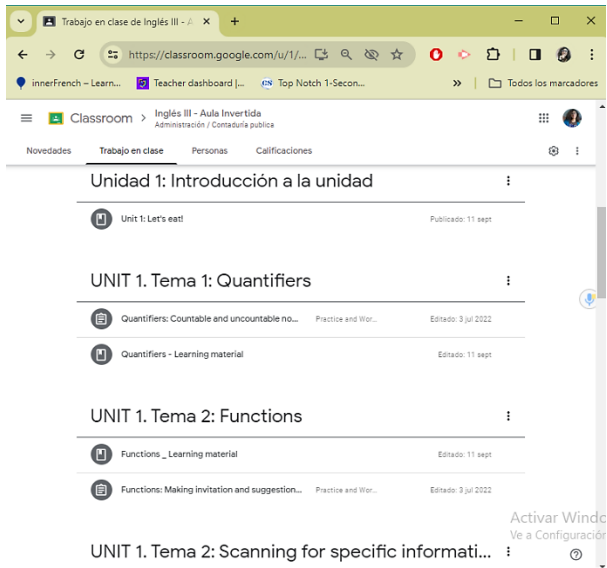 Trabajo en clase de Inglés III - A
https://classroom.google.com/u/1/...
innerFrench – Learn... Teacher dashboard |... Top Notch 1-Secon... » Todos los marcadores
Classroom > Inglés III - Aula Invertida
Administración / Contaduría publica
Novedades Trabajo en clase Personas Calificaciones
Unidad 1: Introducción a la unidad
Unit 1: Let's eat! Publicado: 11 sept
UNIT 1. Tema 1: Quantifiers
Quantifiers: Countable and uncountable no... Practice and Wor... Editado: 3 jul 2022
Quantifiers - Learning material Editado: 11 sept
UNIT 1. Tema 2: Functions
Functions _ Learning material Editado: 11 sept
Functions: Making invitation and suggestion... Practice and Wor... Editado: 3 jul 2022
Activar Windo
Ve a Configuración
UNIT 1. Tema 2: Scanning for specific informati...